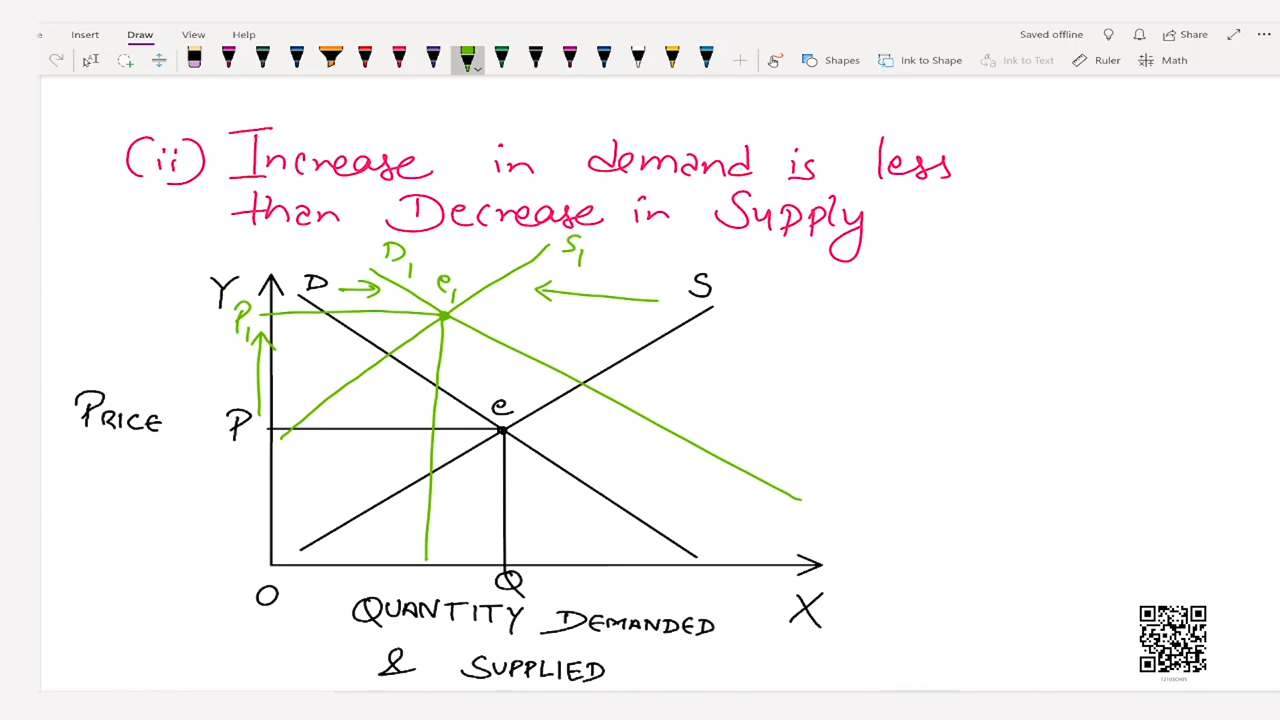 Insert Draw View Help Saved offline Share
Shapes Ink to Shape Ink to Text Ruler Math
(ii) Increase in demand is less
than Decrease in Supply
D₁ e₁ S₁
Y D S
P₁
e
PRICE P
Q
O X
QUANTITY DEMANDED
& SUPPLIED
12103CH05